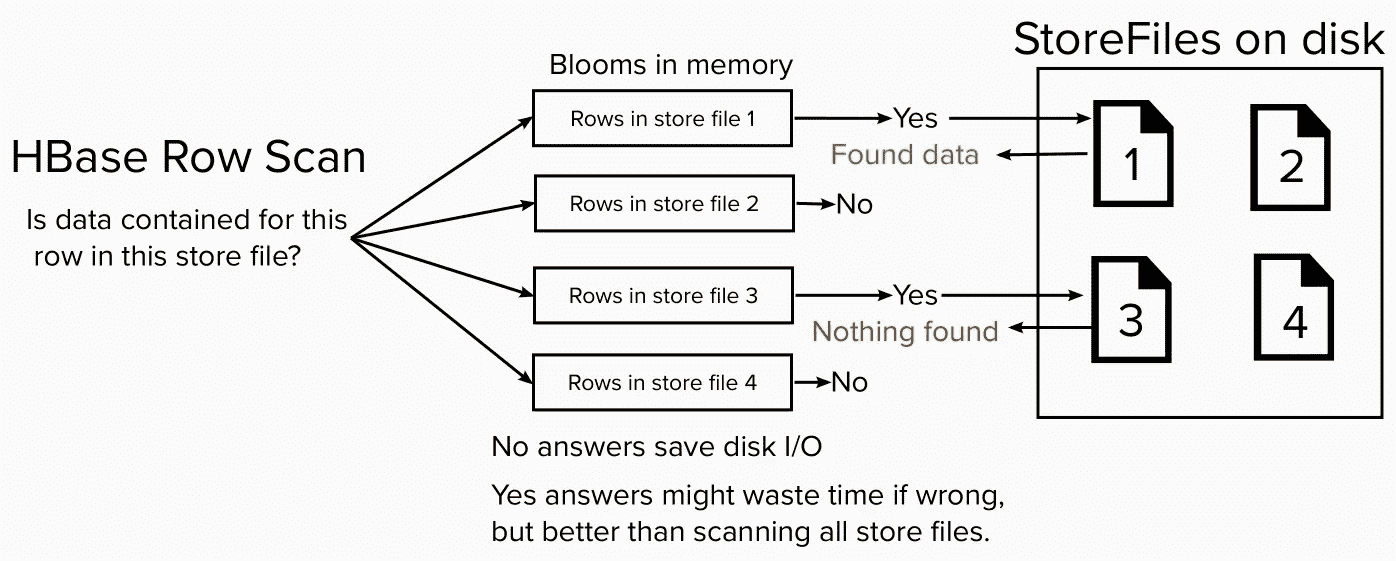 StoreFiles on disk
Blooms in memory
HBase Row Scan
Is data contained for this
row in this store file?
Rows in store file 1
Yes
Found data
Rows in store file 2
No
Rows in store file 3
Yes
Nothing found
Rows in store file 4
No
1
2
3
4
No answers save disk I/O
Yes answers might waste time if wrong,
but better than scanning all store files.